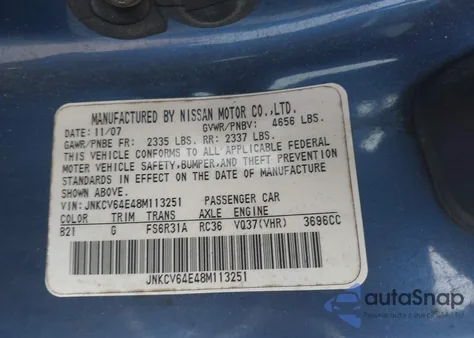 MANUFACTURED BY NISSAN MOTOR CO.,LTD.
DATE: 11/07 GVWR/PNBV: 4656 LBS.
GAWR/PNBE FR: 2335 LBS. RR: 2337 LBS.
THIS VEHICLE CONFORMS TO ALL APPLICABLE FEDERAL
MOTOR VEHICLE SAFETY,BUMPER,AND THEFT PREVENTION
STANDARDS IN EFFECT ON THE DATE OF MANUFACTURE
SHOWN ABOVE.
VIN: JNKCV64E48M113251 PASSENGER CAR
COLOR TRIM TRANS AXLE ENGINE
B21 G FS6R31A RC36 VQ37(VHR) 3696CC
JNKCV64E48M113251
autoSnap